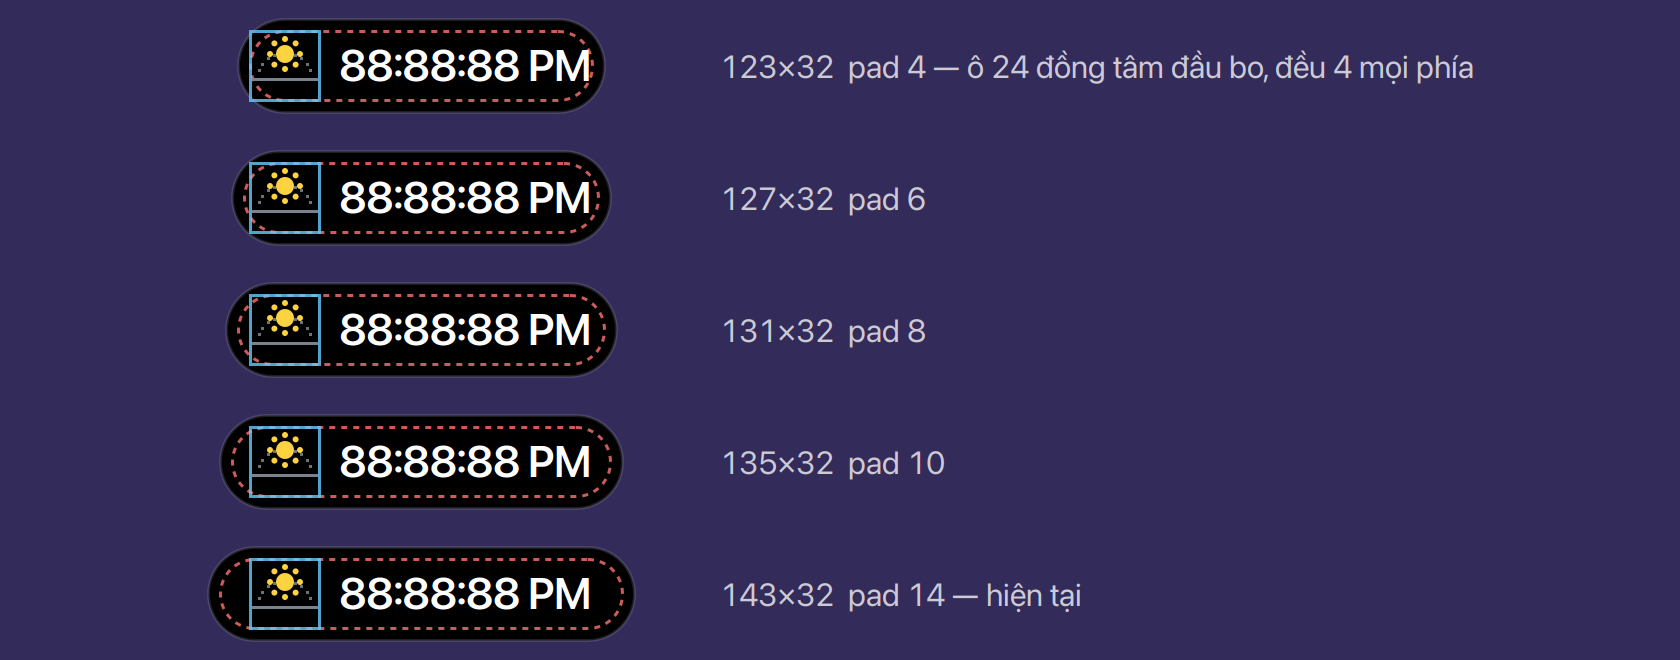 88:88:88 PM 123×32 pad 4 — ô 24 đồng tâm đầu bo, đều 4 mọi phía
88:88:88 PM 127×32 pad 6
88:88:88 PM 131×32 pad 8
88:88:88 PM 135×32 pad 10
88:88:88 PM 143×32 pad 14 — hiện tại